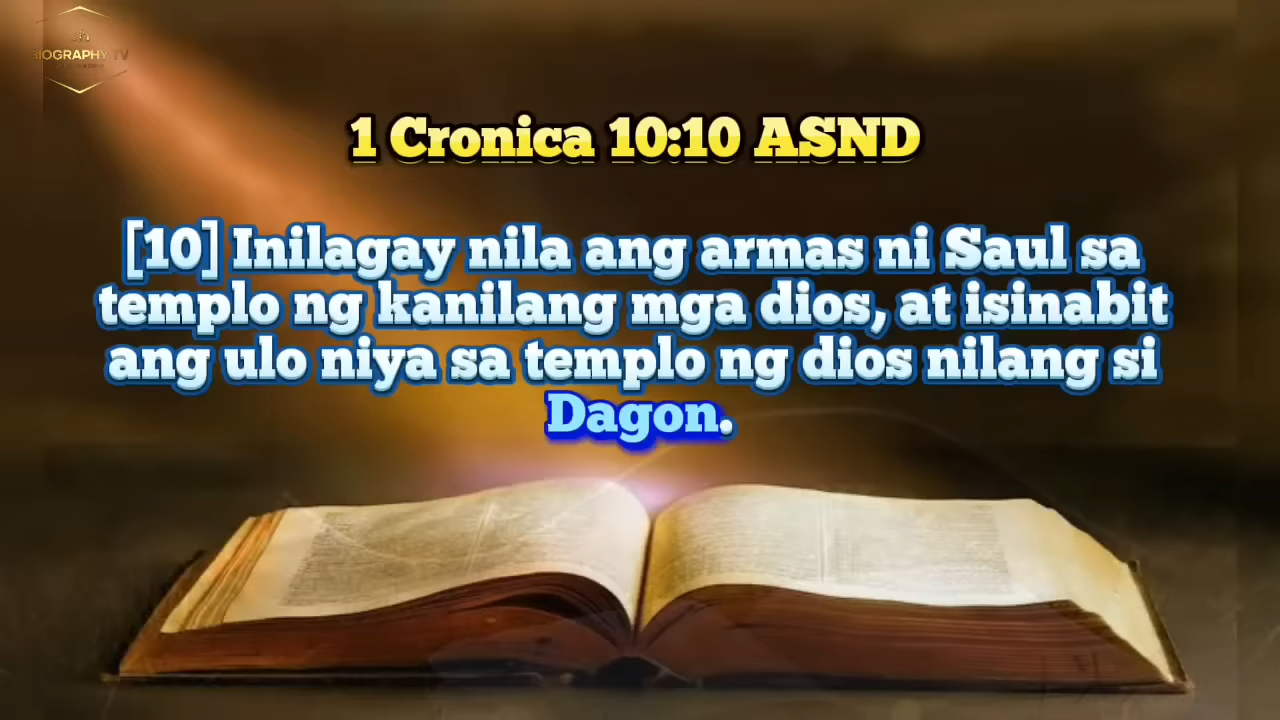 BIOGRAPHY TV
1 Cronica 10:10 ASND
[10] Inilagay nila ang armas ni Saul sa
templo ng kanilang mga dios, at isinabit
ang ulo niya sa templo ng dios nilang si
Dagon.